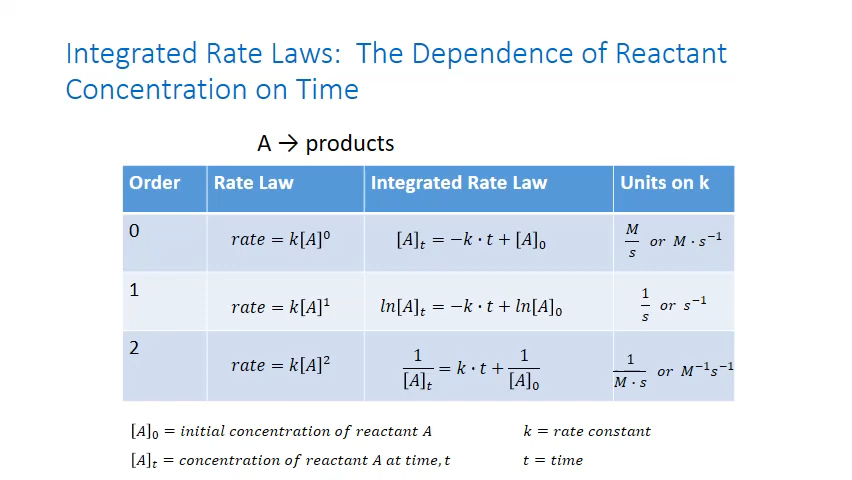 Integrated Rate Laws: The Dependence of Reactant
Concentration on Time
A → products
Order Rate Law Integrated Rate Law Units on k
0 rate = k[A]⁰ [A]ₜ = −k · t + [A]₀ M/s or M · s⁻¹
1 rate = k[A]¹ ln[A]ₜ = −k · t + ln[A]₀ 1/s or s⁻¹
2 rate = k[A]² 1/[A]ₜ = k · t + 1/[A]₀ 1/(M · s) or M⁻¹s⁻¹
[A]₀ = initial concentration of reactant A k = rate constant
[A]ₜ = concentration of reactant A at time, t t = time